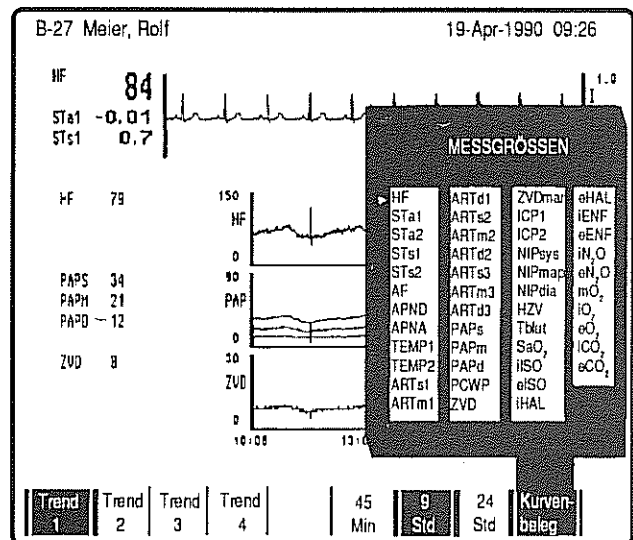 B-27 Meier, Rolf 19-Apr-1990 09:26
HF 84
1.0
STa1 -0.01
STs1 0.7
MESSGRÖSSEN
HF 79
150
HF
0
PAPS 34
PAPM 21
PAPD 12
90
PAP
0
ZVD 8
30
ZVD
0
10:06
HF ARTd1 ZVDmar eHAL
STa1 ARTs2 ICP1 iENF
STa2 ARTm2 ICP2 eENF
STs1 ARTd2 NIPsys iN₂O
STs2 ARTs3 NIPmap eN₂O
AF ARTm3 NIPdia mO₂
APND ARTd3 HZV iO₂
APNA PAPs Tblut eO₂
TEMP1 PAPm SaO₂ ICO₂
TEMP2 PAPd iISO eCO₂
ARTs1 PCWP eISO
ARTm1 ZVD iHAL
Trend 1
Trend 2
Trend 3
Trend 4
45 Min
9 Std
24 Std
Kurven-
beleg